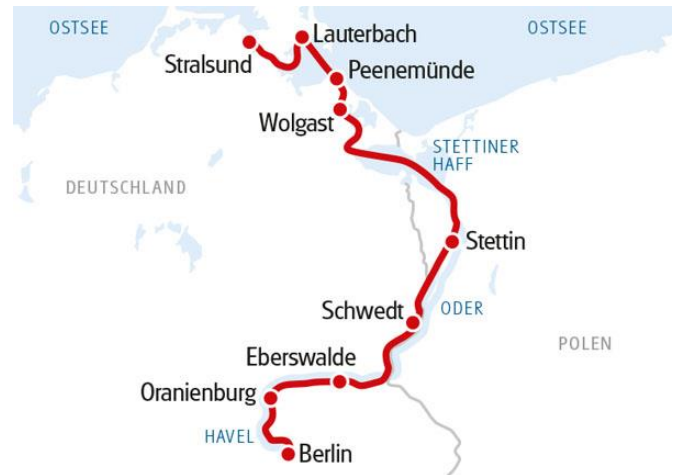 OSTSEE
Lauterbach
OSTSEE
Stralsund
Peenemünde
Wolgast
STETTINER
HAFF
DEUTSCHLAND
Stettin
Schwedt
ODER
POLEN
Eberswalde
Oranienburg
HAVEL
Berlin